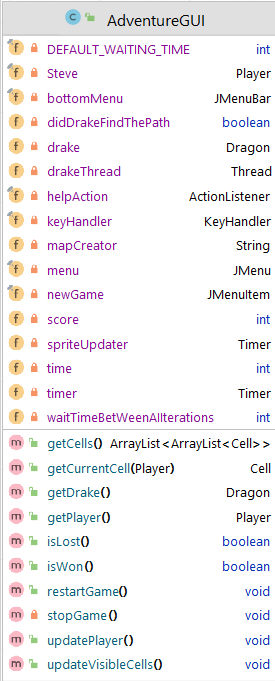 AdventureGUI
DEFAULT_WAITING_TIME int
Steve Player
bottomMenu JMenuBar
didDrakeFindThePath boolean
drake Dragon
drakeThread Thread
helpAction ActionListener
keyHandler KeyHandler
mapCreator String
menu JMenu
newGame JMenuItem
score int
spriteUpdater Timer
time int
timer Timer
waitTimeBetWeenAIIterations int
getCells() ArrayList<ArrayList<Cell>>
getCurrentCell(Player) Cell
getDrake() Dragon
getPlayer() Player
isLost() boolean
isWon() boolean
restartGame() void
stopGame() void
updatePlayer() void
updateVisibleCells() void